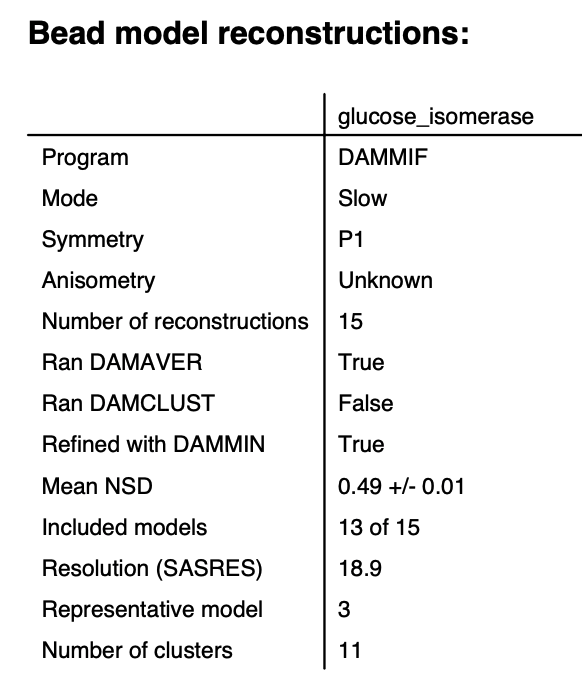 Bead model reconstructions:
glucose_isomerase
Program DAMMIF
Mode Slow
Symmetry P1
Anisometry Unknown
Number of reconstructions 15
Ran DAMAVER True
Ran DAMCLUST False
Refined with DAMMIN True
Mean NSD 0.49 +/- 0.01
Included models 13 of 15
Resolution (SASRES) 18.9
Representative model 3
Number of clusters 11